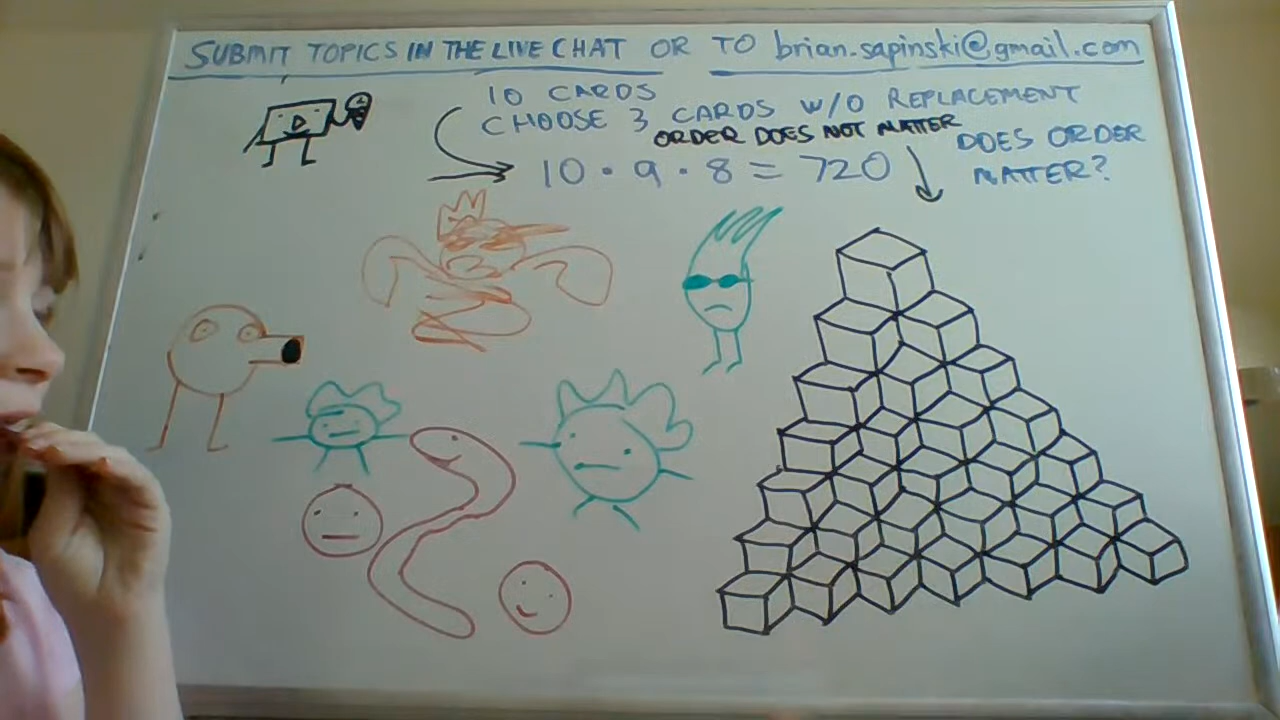 SUBMIT TOPICS IN THE LIVE CHAT OR TO brian.sapinski@gmail.com
10 CARDS
CHOOSE 3 CARDS W/O REPLACEMENT
ORDER DOES NOT MATTER
DOES ORDER
MATTER?
10 · 9 · 8 = 720